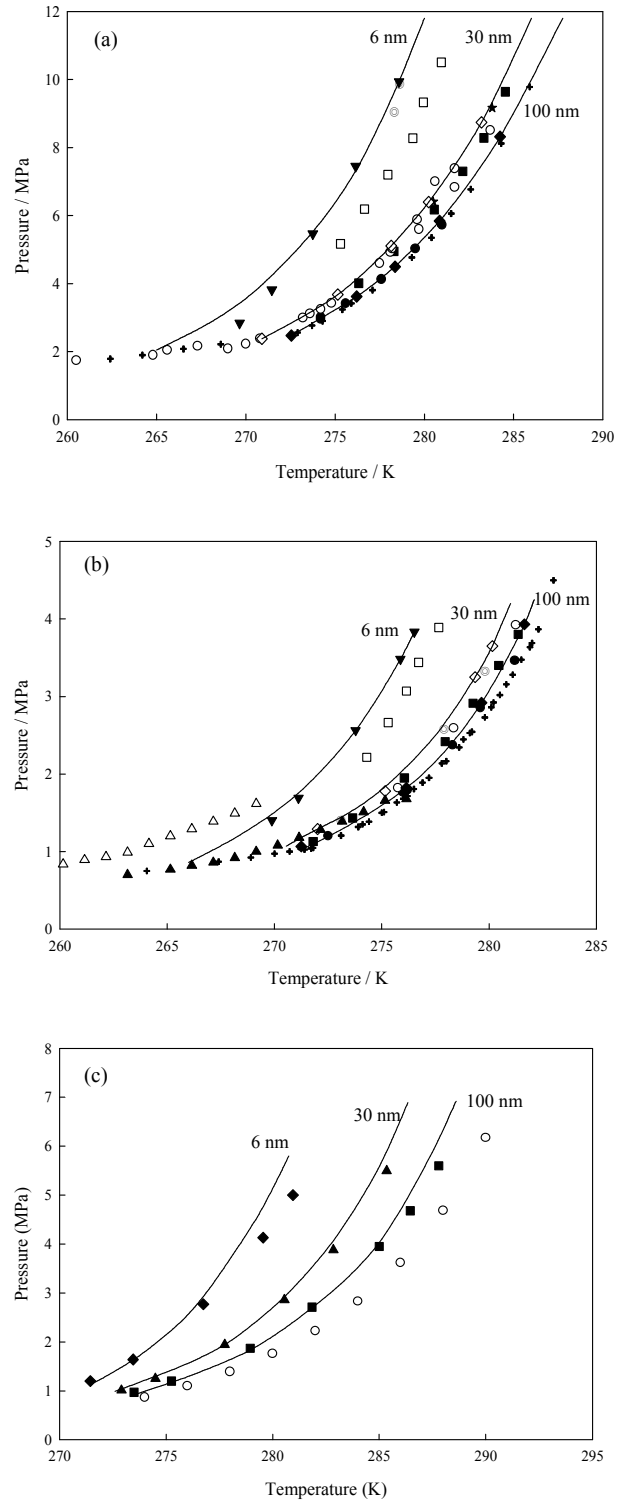 (a)
6 nm
30 nm
100 nm
12
10
8
6
4
2
0
Pressure / MPa
260
265
270
275
280
285
290
Temperature / K
(b)
6 nm
30 nm
100 nm
5
4
3
2
1
0
Pressure / MPa
260
265
270
275
280
285
Temperature / K
(c)
6 nm
30 nm
100 nm
8
7
6
5
4
3
2
1
0
Pressure (MPa)
270
275
280
285
290
295
Temperature (K)